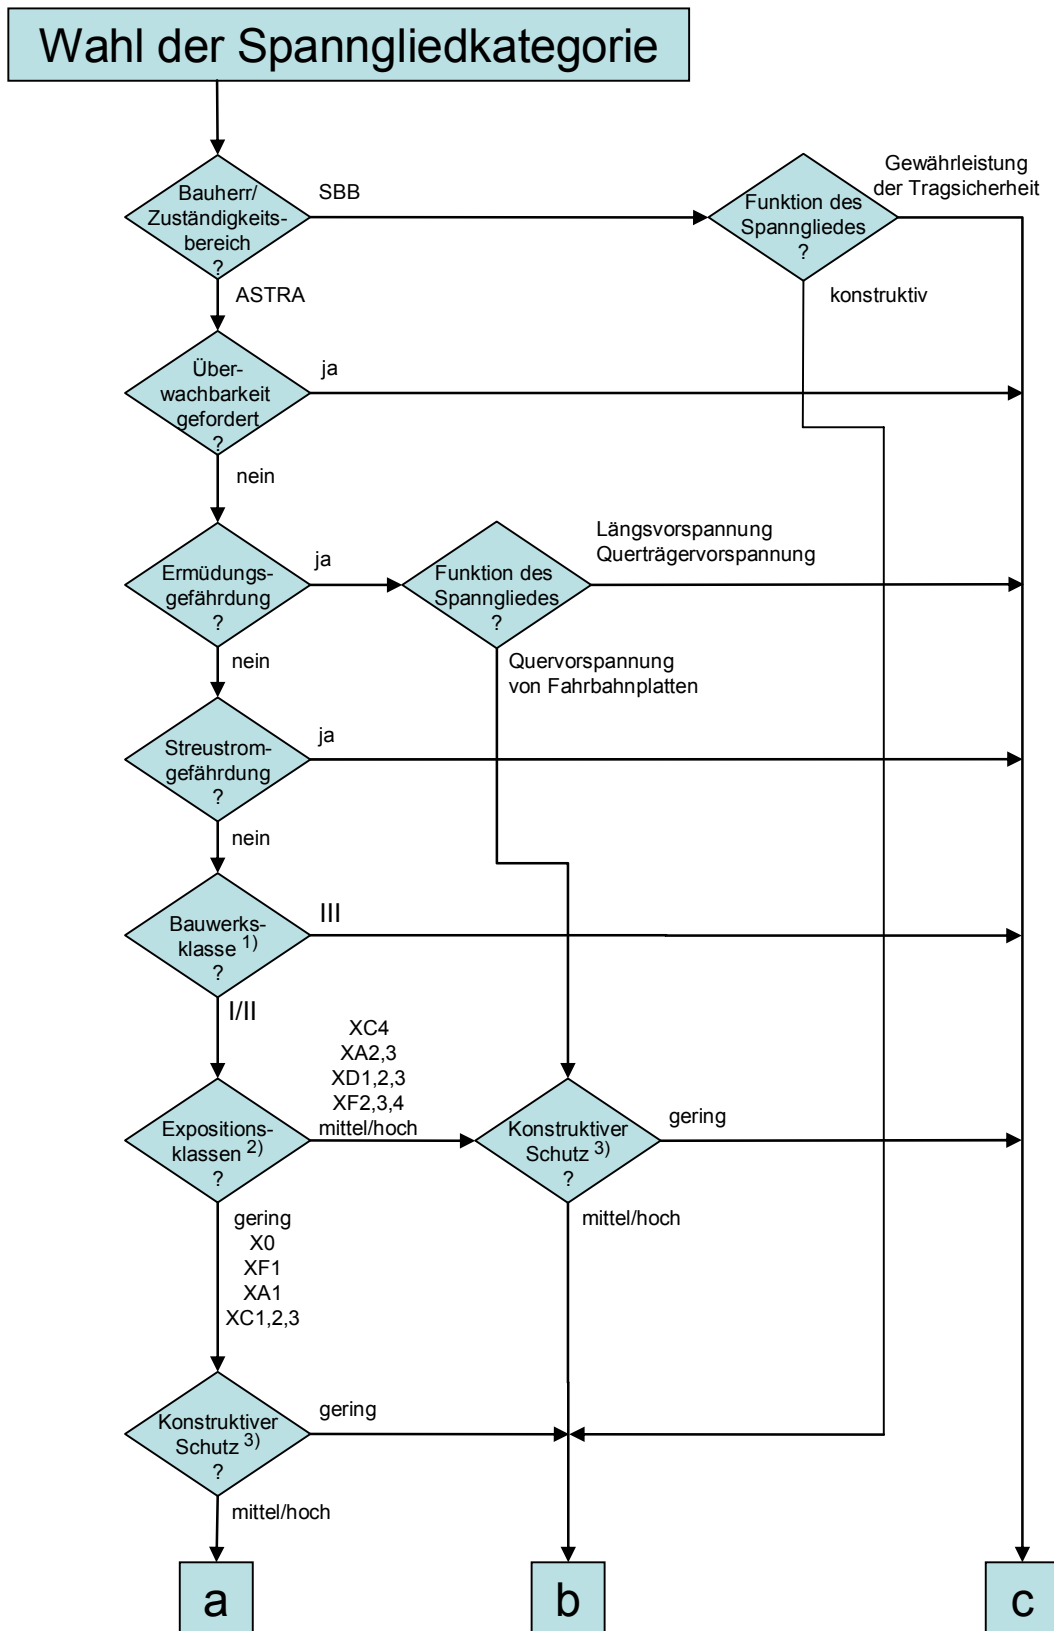 Wahl der Spanngliedkategorie
Bauherr/
Zuständigkeits-
bereich
?
SBB
Funktion des
Spanngliedes
?
Gewährleistung
der Tragsicherheit
ASTRA
konstruktiv
Über-
wachbarkeit
gefordert
?
ja
nein
Ermüdungs-
gefährdung
?
ja
Funktion des
Spanngliedes
?
Längsvorspannung
Querträgervorspannung
nein
Quervorspannung
von Fahrbahnplatten
Streustrom-
gefährdung
?
ja
nein
Bauwerks-
klasse 1)
?
III
I/II
XC4
XA2,3
XD1,2,3
XF2,3,4
mittel/hoch
Expositions-
klassen 2)
?
Konstruktiver
Schutz 3)
?
gering
gering
X0
XF1
XA1
XC1,2,3
mittel/hoch
Konstruktiver
Schutz 3)
?
gering
mittel/hoch
a
b
c